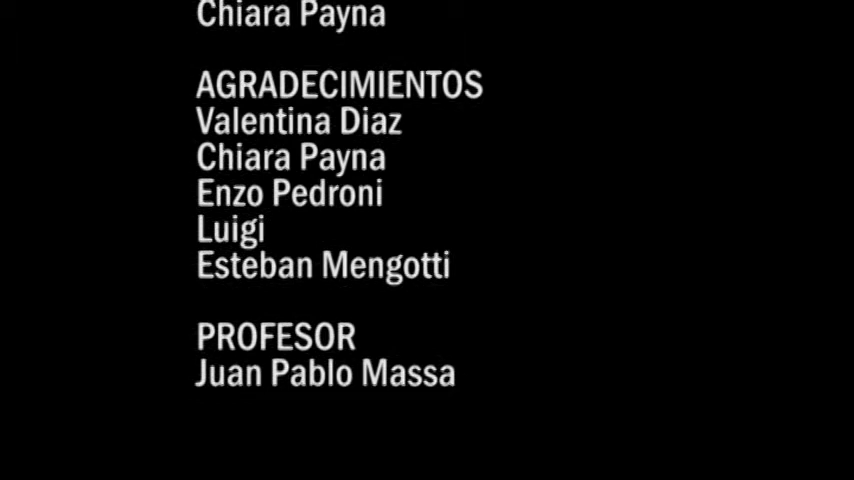 Chiara Payna
AGRADECIMIENTOS
Valentina Diaz
Chiara Payna
Enzo Pedroni
Luigi
Esteban Mengotti
PROFESOR
Juan Pablo Massa